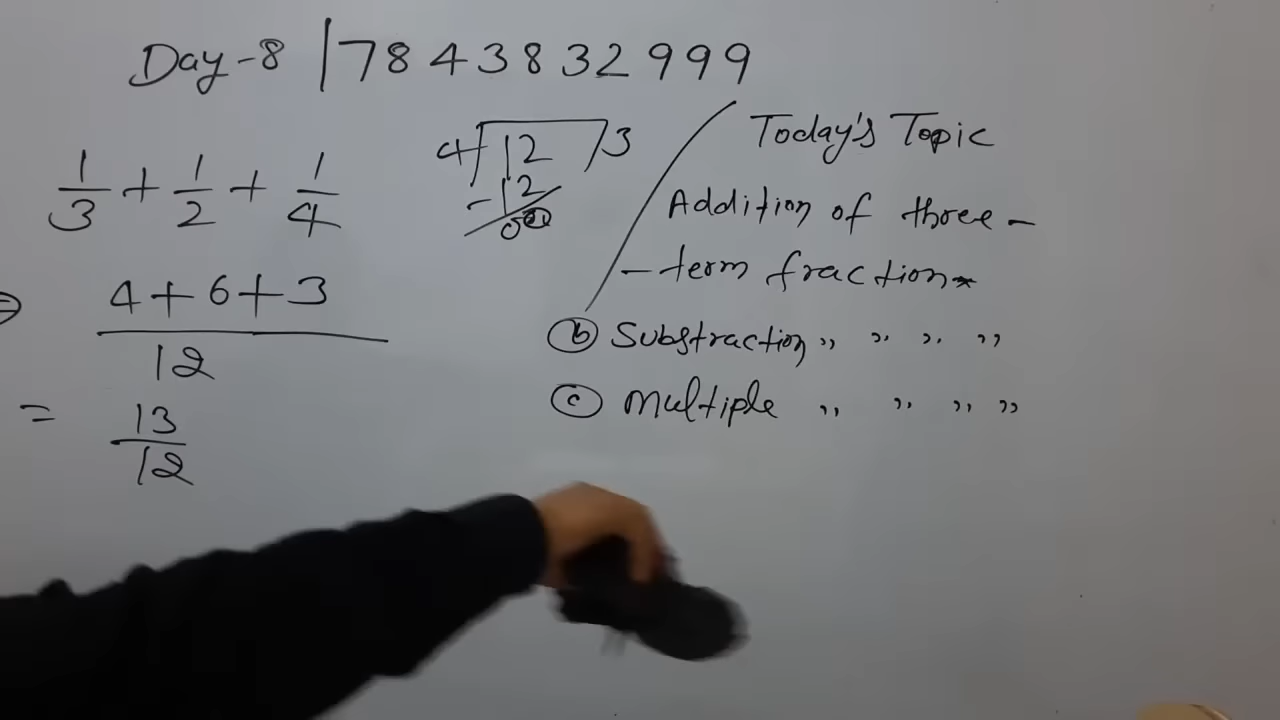 Day-8 | 7843832999
1/3 + 1/2 + 1/4
4+6+3
12
= 13/12
4 12 3
-12
0
Today's Topic
Addition of three -
- term fraction
(b) Substraction ,, ,, ,, ,,
(c) Multiple ,, ,, ,, ,,